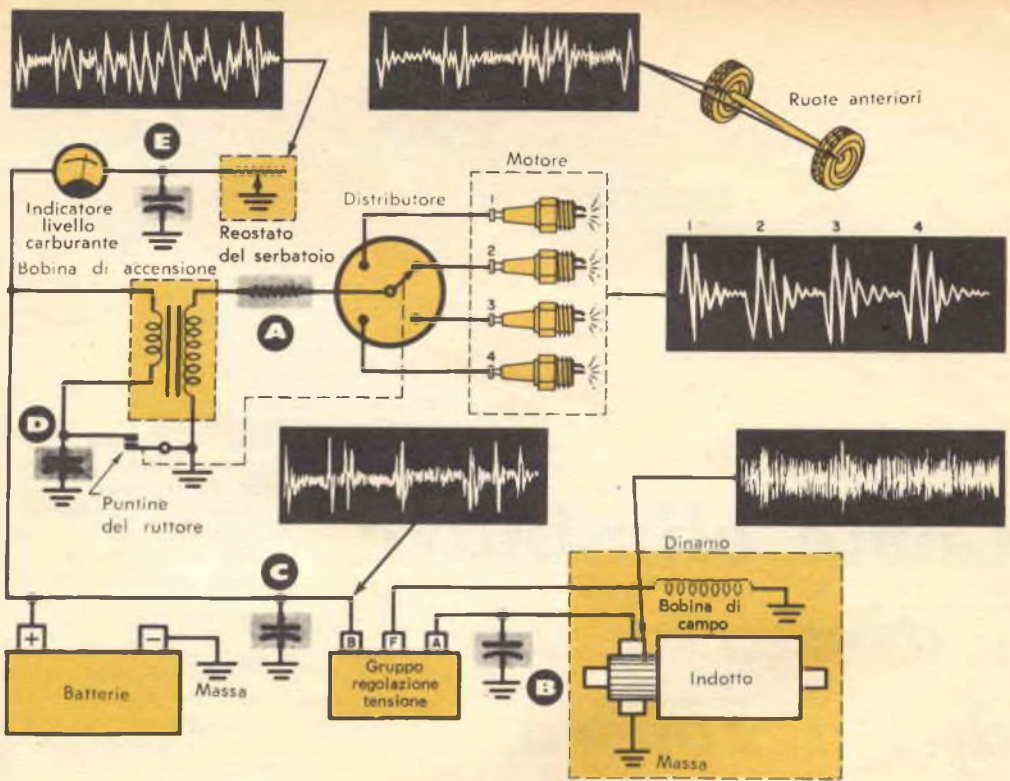 Ruote anteriori
E
Motore
Indicatore
livello
carburante
Reostato
del serbatoio
Distributore
1
2
3
4
1 2 3 4
Bobina di accensione
A
D
Puntine
del ruttore
C
Dinamo
Bobina di
campo
+
−
B F A
Batterie
Massa
Gruppo
regolazione
tensione
B
Indotto
Massa